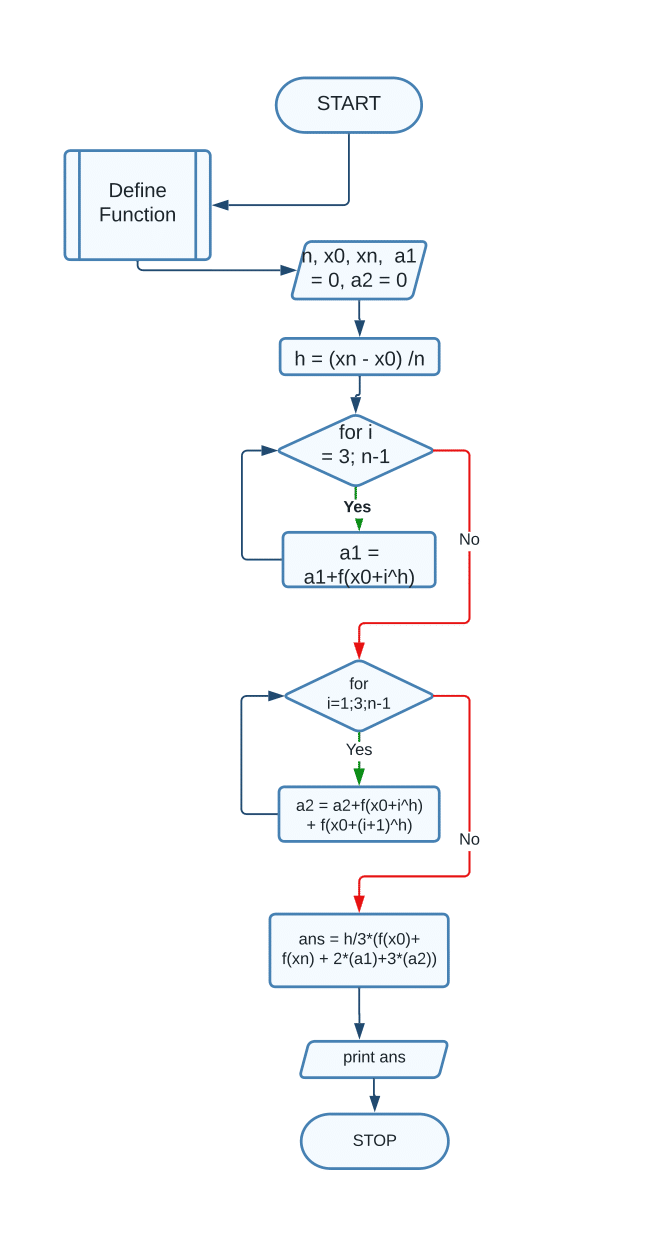 START
Define
Function
n, x0, xn, a1
= 0, a2 = 0
h = (xn - x0) /n
for i
= 3; n-1
Yes
No
a1 =
a1+f(x0+i^h)
for
i=1;3;n-1
Yes
a2 = a2+f(x0+i^h)
+ f(x0+(i+1)^h)
No
ans = h/3*(f(x0)+
f(xn) + 2*(a1)+3*(a2))
print ans
STOP